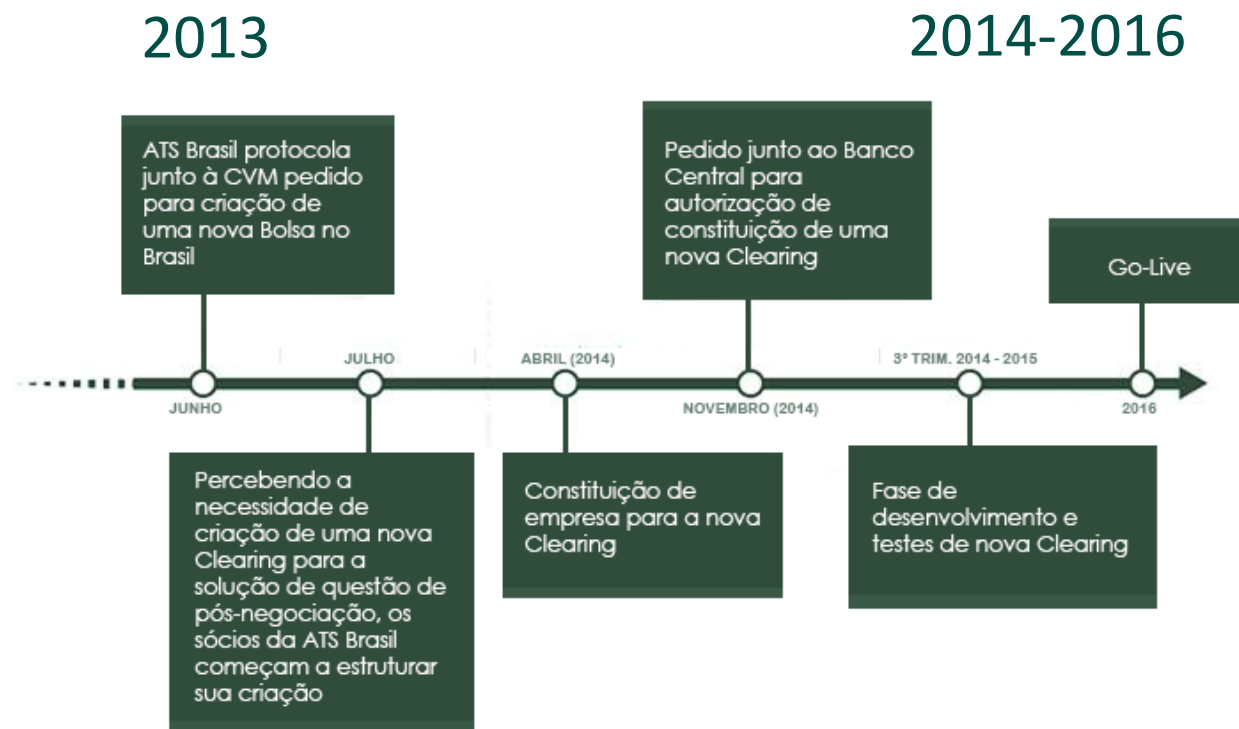 2013
2014-2016
ATS Brasil protocola
junto à CVM pedido
para criação de
uma nova Bolsa no
Brasil
Pedido junto ao Banco
Central para
autorização de
constituição de uma
nova Clearing
Go-Live
JUNHO
JULHO
ABRIL (2014)
NOVEMBRO (2014)
3º TRIM. 2014 - 2015
2016
Percebendo a
necessidade de
criação de uma nova
Clearing para a
solução de questão de
pós-negociação, os
sócios da ATS Brasil
começam a estruturar
sua criação
Constituição de
empresa para a nova
Clearing
Fase de
desenvolvimento e
testes de nova Clearing